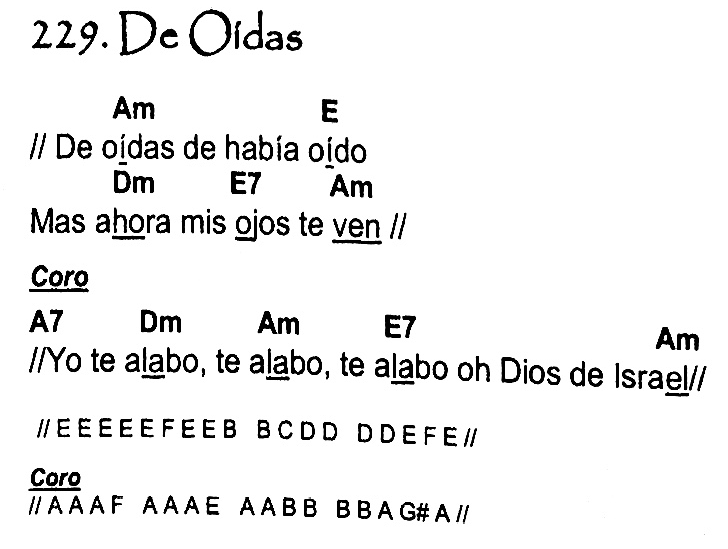 229. De Oídas
Am E
// De oídas de había oído
Dm E7 Am
Mas ahora mis ojos te ven //
Coro
A7 Dm Am E7 Am
//Yo te alabo, te alabo, te alabo oh Dios de Israel//
//E E E E E F E E B B C D D D D E F E//
Coro
//A A A F A A A E A A B B B B A G# A//